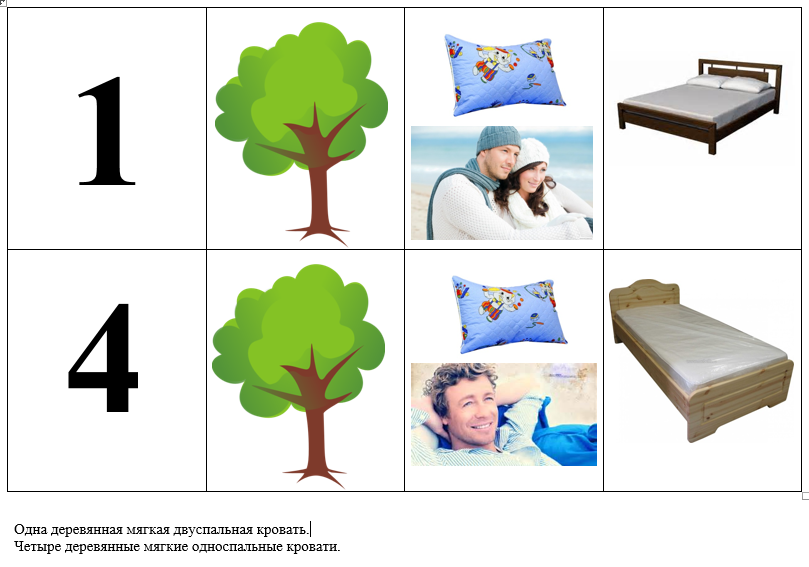 1
4
Одна деревянная мягкая двуспальная кровать.
Четыре деревянные мягкие односпальные кровати.